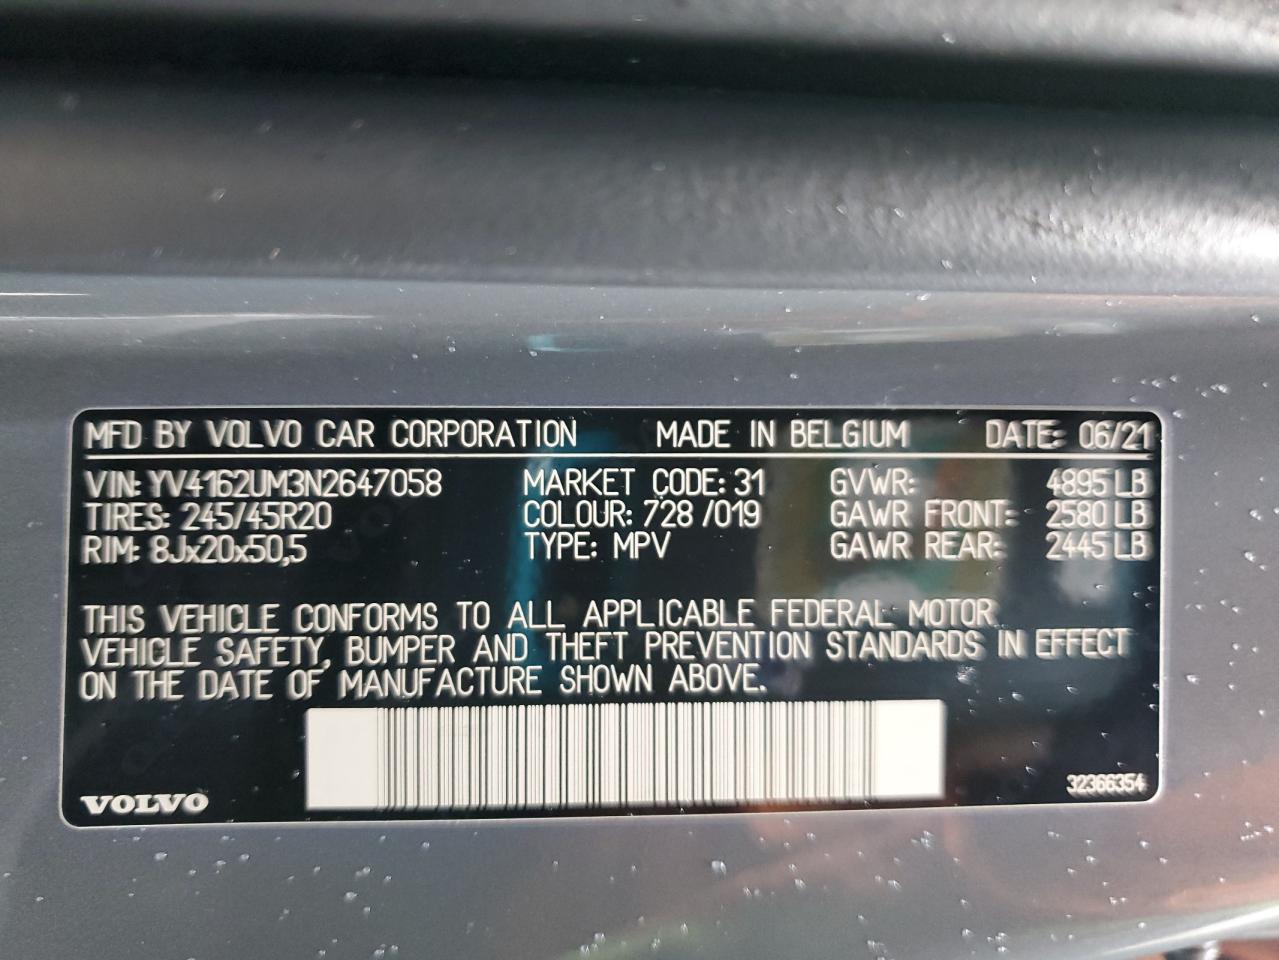 MFD BY VOLVO CAR CORPORATION MADE IN BELGIUM DATE: 06/21
VIN: YV4162UM3N2647058 MARKET CODE: 31 GVWR: 4895 LB
TIRES: 245/45R20 COLOUR: 728 /019 GAWR FRONT: 2580 LB
RIM: 8Jx20x50,5 TYPE: MPV GAWR REAR: 2445 LB
THIS VEHICLE CONFORMS TO ALL APPLICABLE FEDERAL MOTOR
VEHICLE SAFETY, BUMPER AND THEFT PREVENTION STANDARDS IN EFFECT
ON THE DATE OF MANUFACTURE SHOWN ABOVE.
VOLVO 32366354